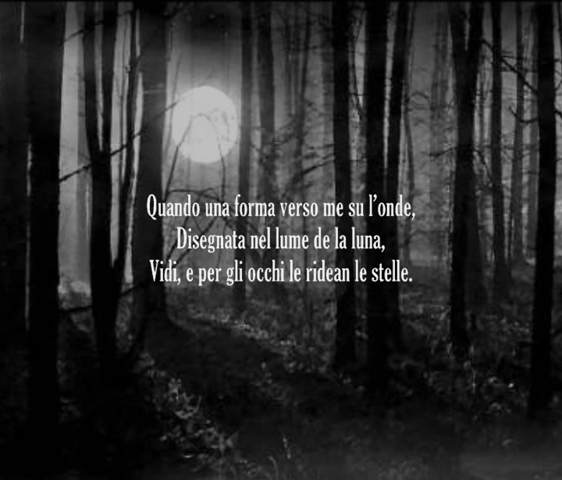 Quando una forma verso me su l'onde,
Disegnata nel lume de la luna,
Vidi, e per gli occhi le ridean le stelle.